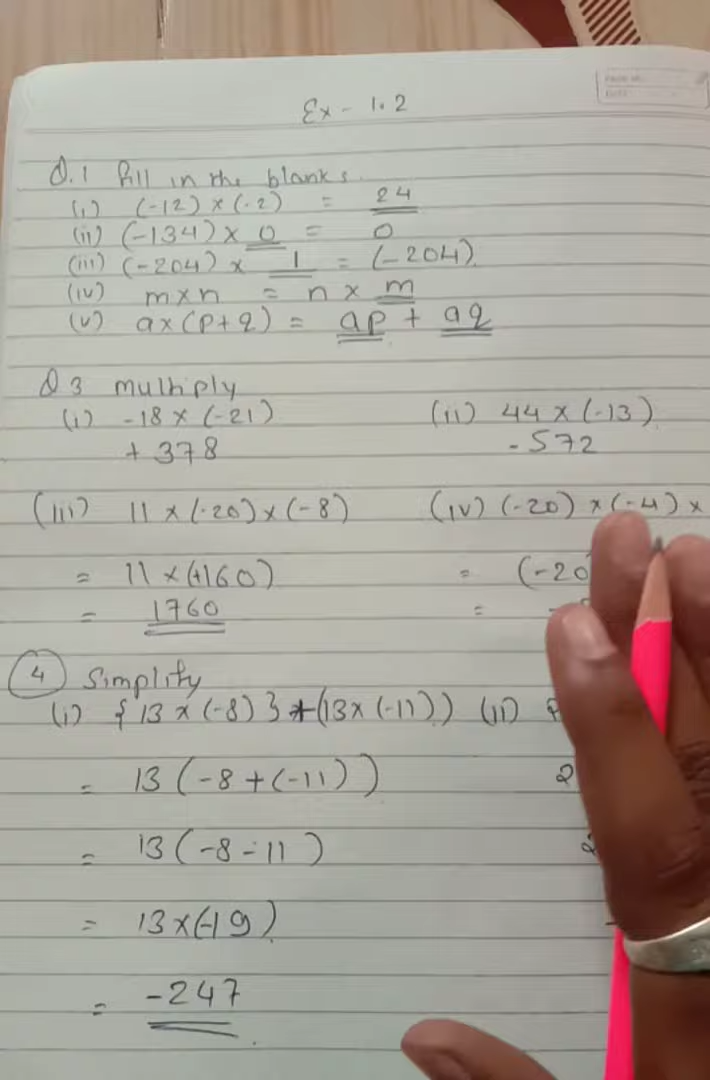 Ex - 1.2
Q.1 fill in the blanks.
(i) (-12) × (-2) = 24
(ii) (-134) × 0 = 0
(iii) (-204) × 1 = (-204).
(iv) m×n = n × m
(v) a×(p+q) = ap + aq
Q 3 multiply
(i) -18 × (-21) (ii) 44 × (-13)
+ 378 - 572
(iii) 11 × (-20) × (-8) (iv) (-20) × (-4) ×
= 11 × (+160) = (-20
= 1760 =
4 Simplify
(i) {13 × (-8)} + (13× (-11)) (ii)
= 13 (-8 + (-11)) 2
= 13 (-8 - 11) 2
= 13×(-19)
= -247